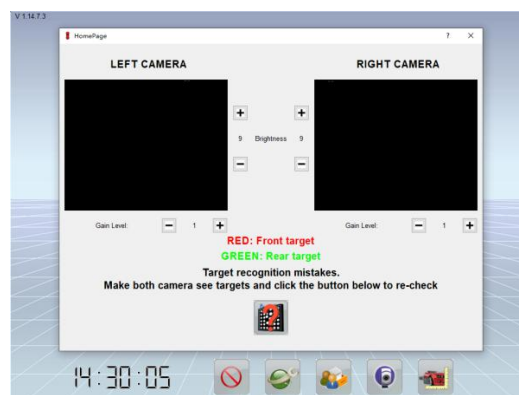 V 1.14.7.3
HomePage ? ×
LEFT CAMERA RIGHT CAMERA
+ +
9 Brightness 9
− −
Gain Level: − 1 + Gain Level: − 1 +
RED: Front target
GREEN: Rear target
Target recognition mistakes.
Make both camera see targets and click the button below to re-check
?
14:30:05